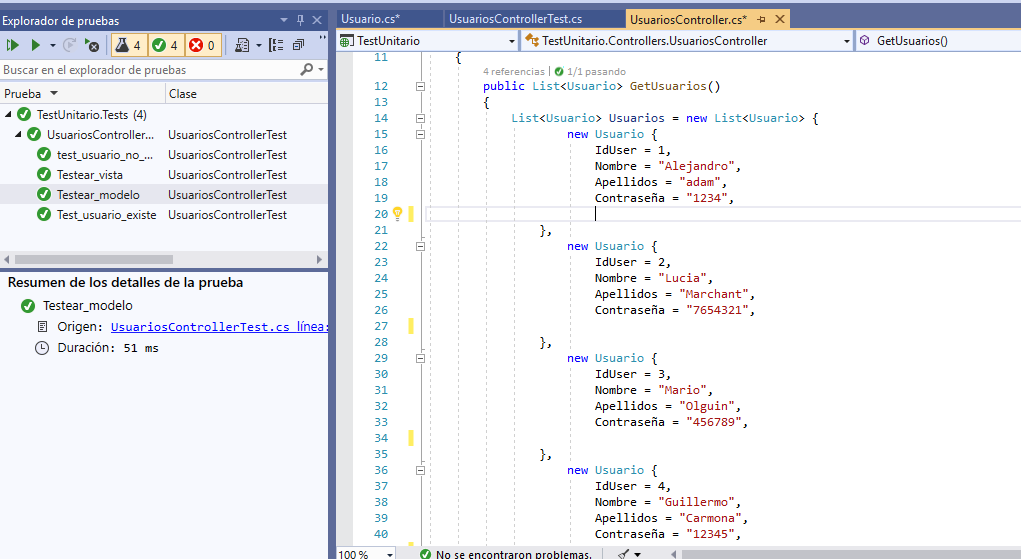 Explorador de pruebas
4 4 0
Buscar en el explorador de pruebas
Prueba Clase
TestUnitario.Tests (4)
UsuariosController... UsuariosControllerTest
test_usuario_no_... UsuariosControllerTest
Testear_vista UsuariosControllerTest
Testear_modelo UsuariosControllerTest
Test_usuario_existe UsuariosControllerTest
Resumen de los detalles de la prueba
Testear_modelo
Origen: UsuariosControllerTest.cs línea:
Duración: 51 ms
Usuario.cs* UsuariosControllerTest.cs UsuariosController.cs*
TestUnitario TestUnitario.Controllers.UsuariosController GetUsuarios()
11 {
4 referencias | 1/1 pasando
12 public List<Usuario> GetUsuarios()
13 {
14 List<Usuario> Usuarios = new List<Usuario> {
15 new Usuario {
16 IdUser = 1,
17 Nombre = "Alejandro",
18 Apellidos = "adam",
19 Contraseña = "1234",
20
21 },
22 new Usuario {
23 IdUser = 2,
24 Nombre = "Lucia",
25 Apellidos = "Marchant",
26 Contraseña = "7654321",
27
28 },
29 new Usuario {
30 IdUser = 3,
31 Nombre = "Mario",
32 Apellidos = "Olguin",
33 Contraseña = "456789",
34
35 },
36 new Usuario {
37 IdUser = 4,
38 Nombre = "Guillermo",
39 Apellidos = "Carmona",
40 Contraseña = "12345",
100 % No se encontraron problemas.